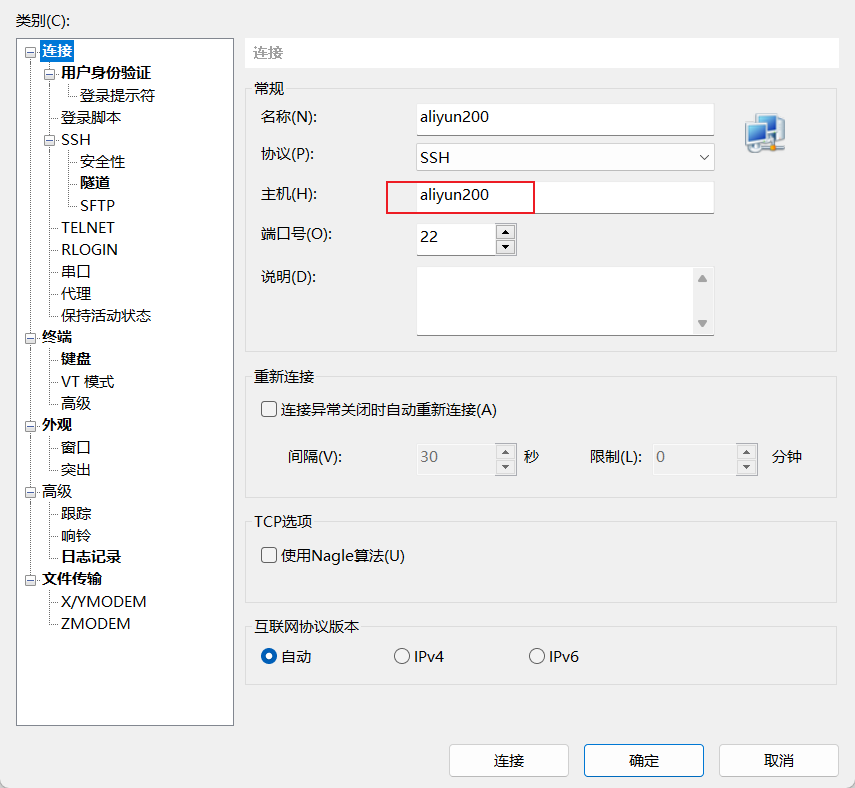 类别(C):
连接
用户身份验证
登录提示符
登录脚本
SSH
安全性
隧道
SFTP
TELNET
RLOGIN
串口
代理
保持活动状态
终端
键盘
VT 模式
高级
外观
窗口
突出
高级
跟踪
响铃
日志记录
文件传输
X/YMODEM
ZMODEM
连接
常规
名称(N): aliyun200
协议(P): SSH
主机(H): aliyun200
端口号(O): 22
说明(D):
重新连接
连接异常关闭时自动重新连接(A)
间隔(V): 30 秒 限制(L): 0 分钟
TCP选项
使用Nagle算法(U)
互联网协议版本
自动 IPv4 IPv6
连接 确定 取消